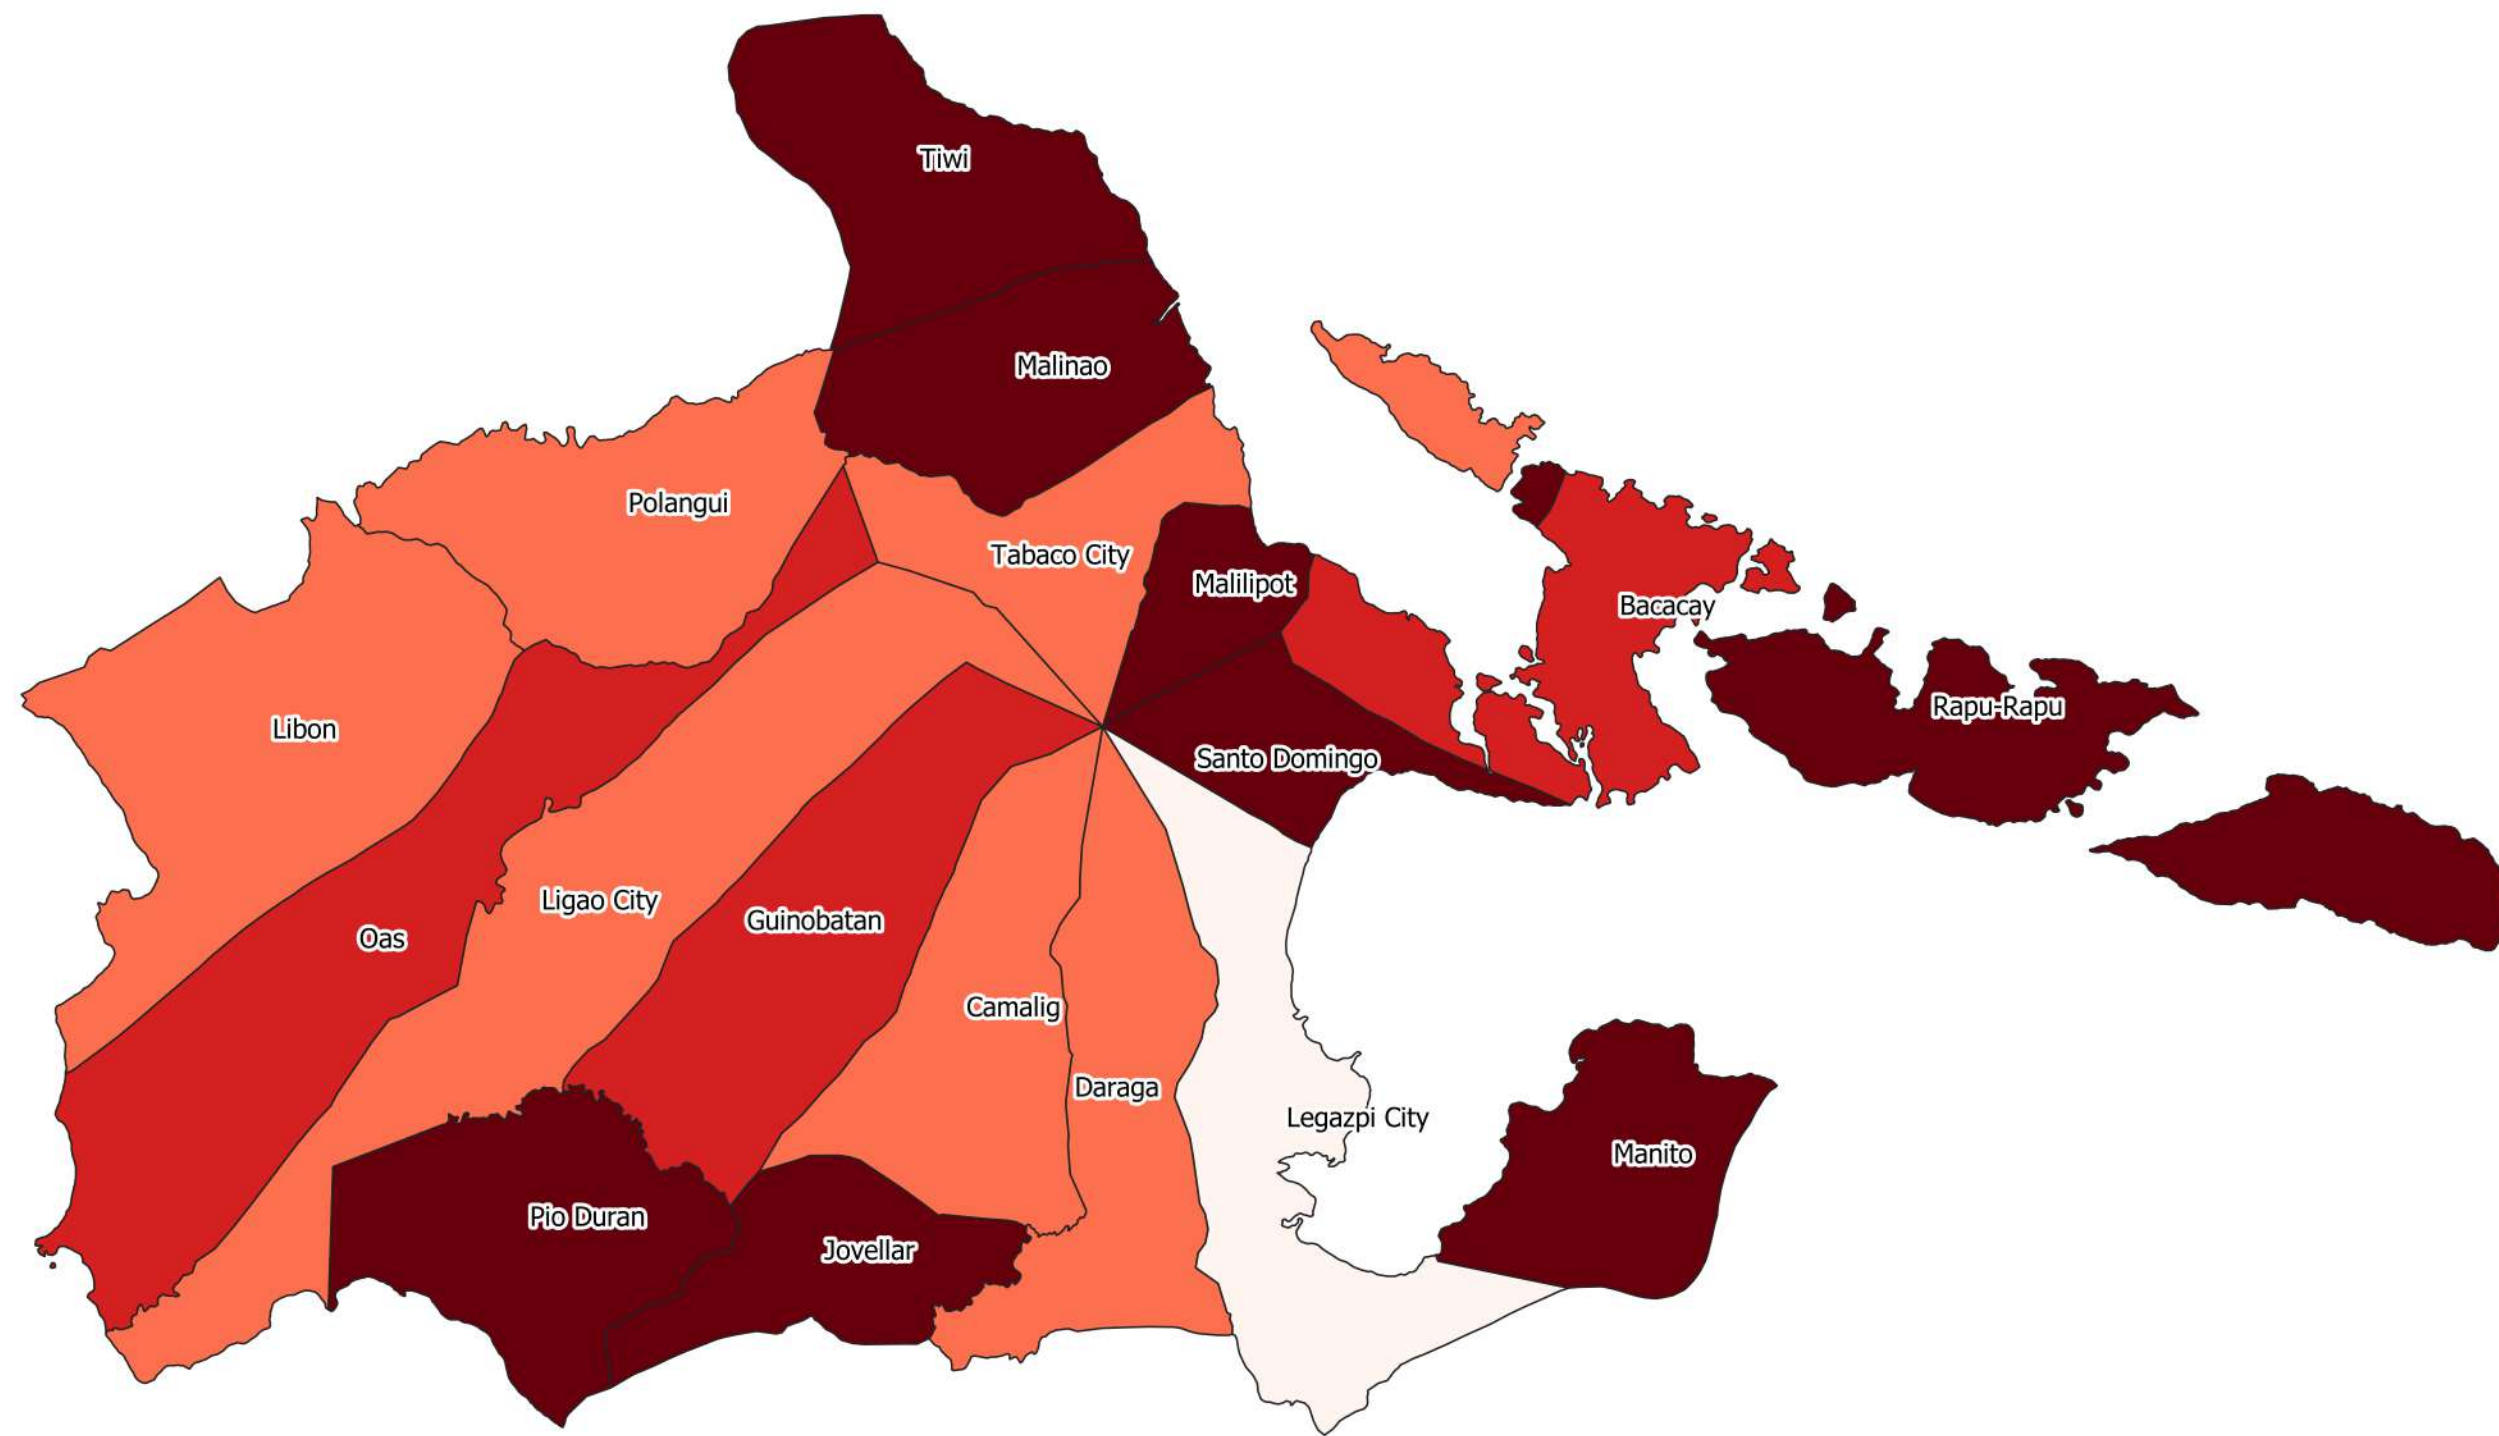 Tiwi
Malinao
Polangui
Tabaco City
Malilipot
Bacacay
Rapu-Rapu
Libon
Santo Domingo
Ligao City
Guinobatan
Oas
Camalig
Daraga
Legazpi City
Manito
Pio Duran
Jovellar